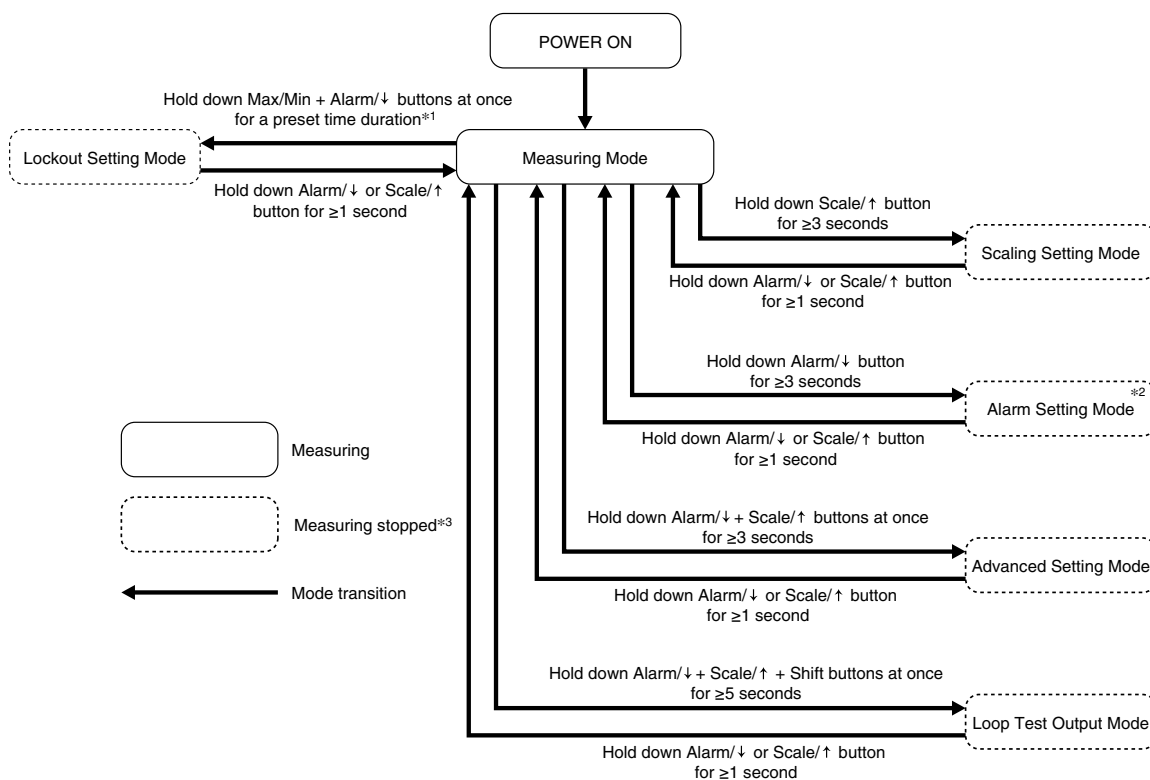 POWER ON
Hold down Max/Min + Alarm/↓ buttons at once
for a preset time duration*1
Lockout Setting Mode
Measuring Mode
Hold down Alarm/↓ or Scale/↑
button for ≥1 second
Hold down Scale/↑ button
for ≥3 seconds
Scaling Setting Mode
Hold down Alarm/↓ or Scale/↑ button
for ≥1 second
Hold down Alarm/↓ button
for ≥3 seconds
Alarm Setting Mode*2
Hold down Alarm/↓ or Scale/↑ button
for ≥1 second
Measuring
Measuring stopped*3
Mode transition
Hold down Alarm/↓ + Scale/↑ buttons at once
for ≥3 seconds
Advanced Setting Mode
Hold down Alarm/↓ or Scale/↑ button
for ≥1 second
Hold down Alarm/↓ + Scale/↑ + Shift buttons at once
for ≥5 seconds
Loop Test Output Mode
Hold down Alarm/↓ or Scale/↑ button
for ≥1 second